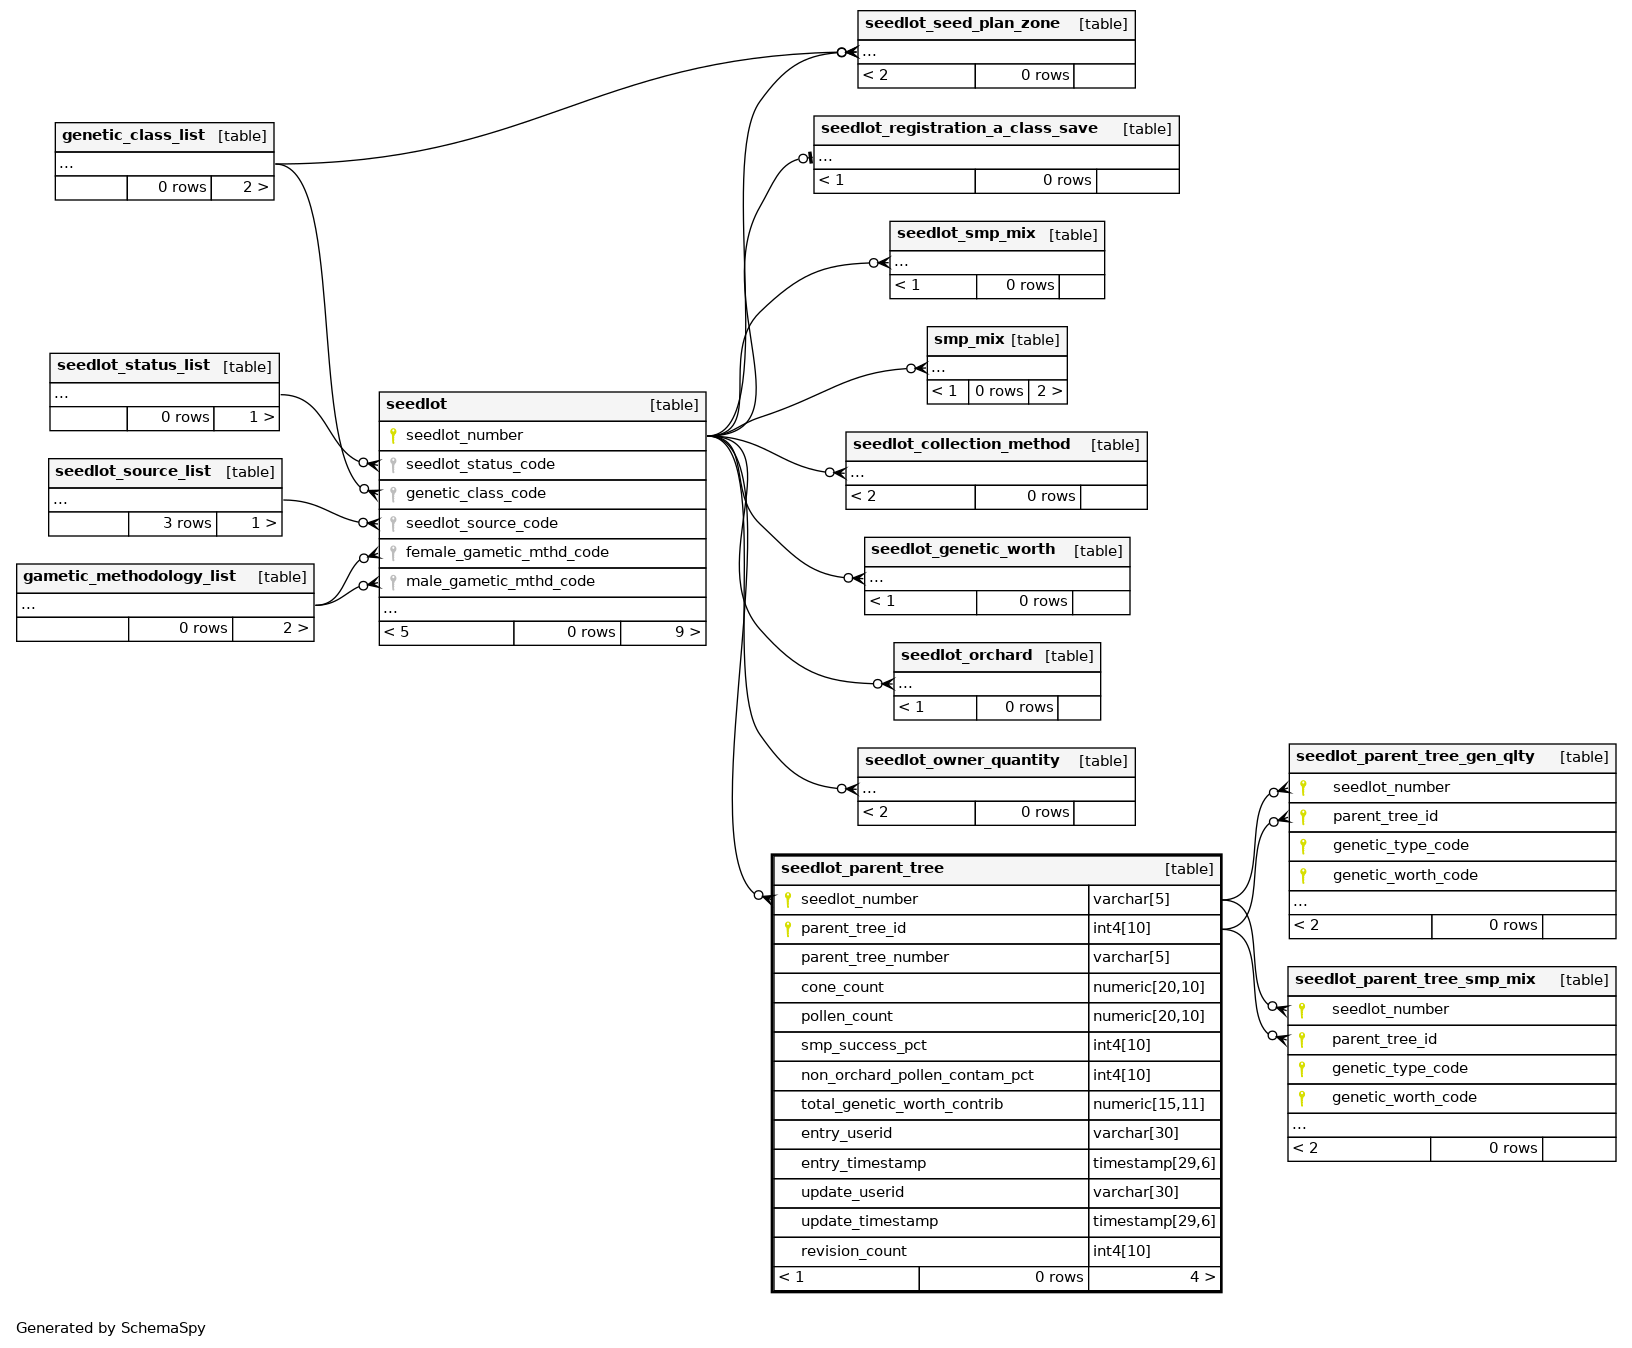 seedlot_seed_plan_zone [table]
...
< 2 0 rows
genetic_class_list [table]
...
0 rows 2 >
seedlot_registration_a_class_save [table]
...
< 1 0 rows
seedlot_smp_mix [table]
...
< 1 0 rows
smp_mix [table]
...
< 1 0 rows 2 >
seedlot_status_list [table]
...
0 rows 1 >
seedlot_source_list [table]
...
3 rows 1 >
gametic_methodology_list [table]
...
0 rows 2 >
seedlot [table]
seedlot_number
seedlot_status_code
genetic_class_code
seedlot_source_code
female_gametic_mthd_code
male_gametic_mthd_code
...
< 5 0 rows 9 >
seedlot_collection_method [table]
...
< 2 0 rows
seedlot_genetic_worth [table]
...
< 1 0 rows
seedlot_orchard [table]
...
< 1 0 rows
seedlot_owner_quantity [table]
...
< 2 0 rows
seedlot_parent_tree [table]
seedlot_number varchar[5]
parent_tree_id int4[10]
parent_tree_number varchar[5]
cone_count numeric[20,10]
pollen_count numeric[20,10]
smp_success_pct int4[10]
non_orchard_pollen_contam_pct int4[10]
total_genetic_worth_contrib numeric[15,11]
entry_userid varchar[30]
entry_timestamp timestamp[29,6]
update_userid varchar[30]
update_timestamp timestamp[29,6]
revision_count int4[10]
< 1 0 rows 4 >
seedlot_parent_tree_gen_qlty [table]
seedlot_number
parent_tree_id
genetic_type_code
genetic_worth_code
...
< 2 0 rows
seedlot_parent_tree_smp_mix [table]
seedlot_number
parent_tree_id
genetic_type_code
genetic_worth_code
...
< 2 0 rows
Generated by SchemaSpy